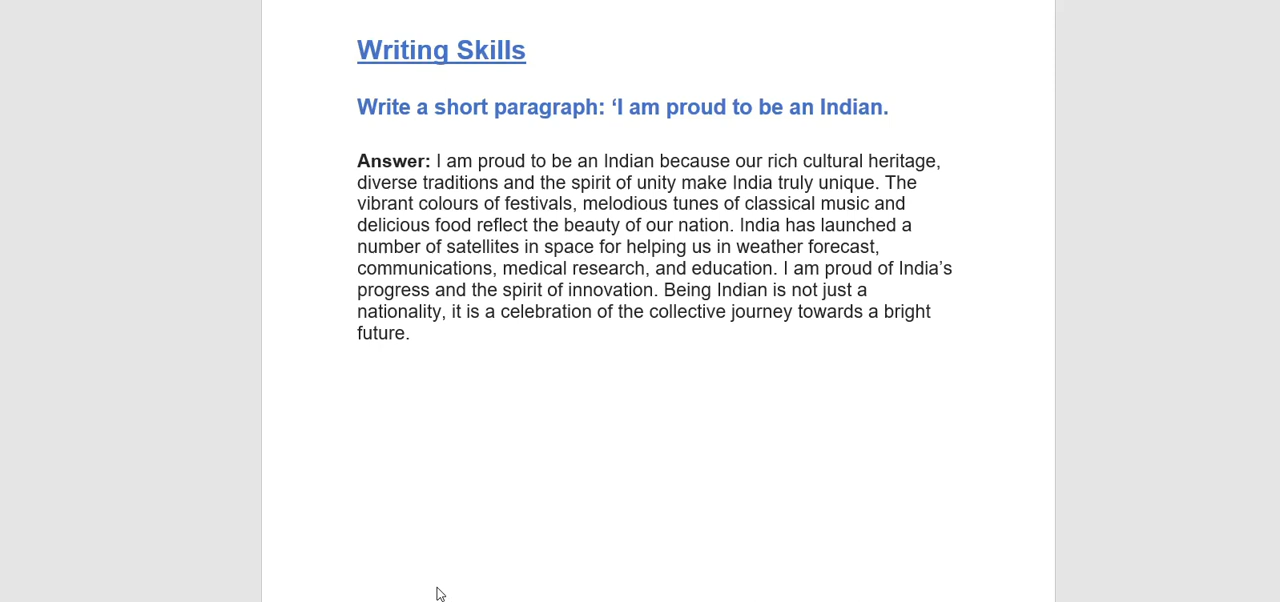 Writing Skills
Write a short paragraph: ‘I am proud to be an Indian.
Answer: I am proud to be an Indian because our rich cultural heritage,
diverse traditions and the spirit of unity make India truly unique. The
vibrant colours of festivals, melodious tunes of classical music and
delicious food reflect the beauty of our nation. India has launched a
number of satellites in space for helping us in weather forecast,
communications, medical research, and education. I am proud of India’s
progress and the spirit of innovation. Being Indian is not just a
nationality, it is a celebration of the collective journey towards a bright
future.